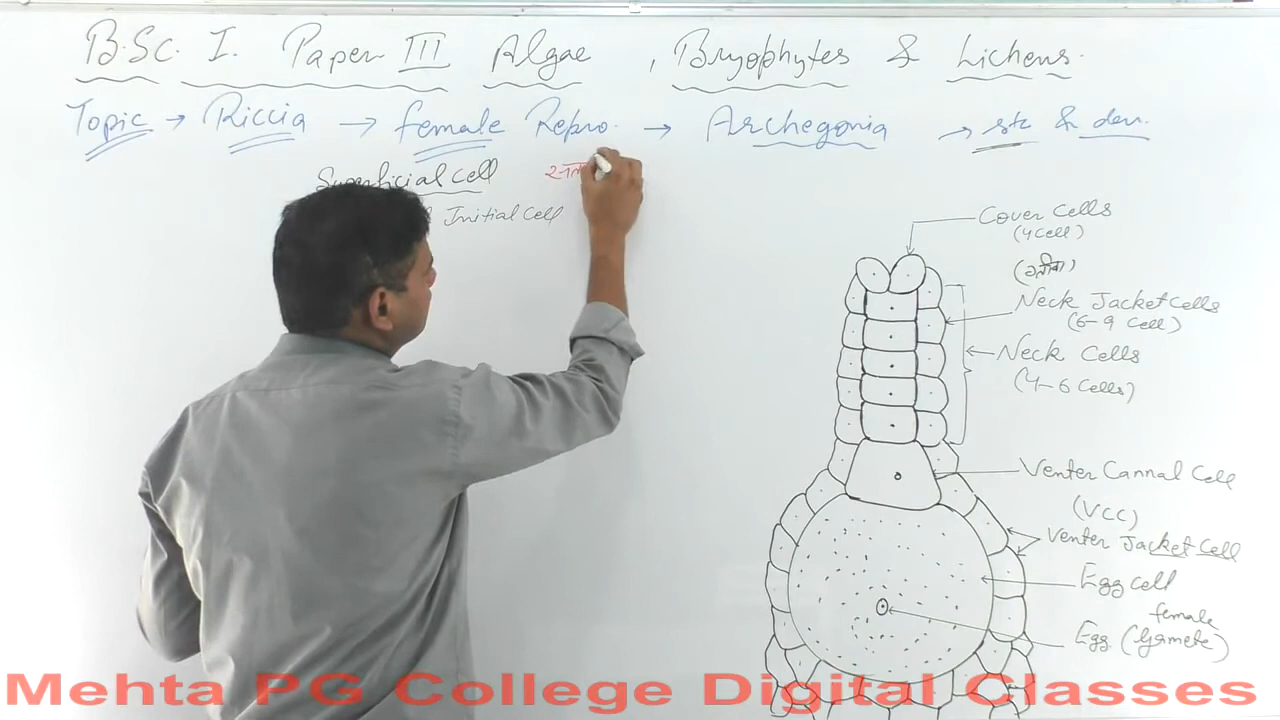 B.Sc. I. Paper III Algae, Bryophytes & Lichens.
Topic → Riccia → female Repro. → Archegonia → str & dev.
Superficial cell
Initial Cell
Cover Cells
(4 Cell)
(ग्रीवा)
Neck Jacket Cells
(6-9 Cell)
Neck Cells
(4-6 Cells)
Venter Cannal Cell
(VCC)
Venter Jacket Cell
Egg cell
female
Egg (Gamete)
Mehta PG College Digital Classes